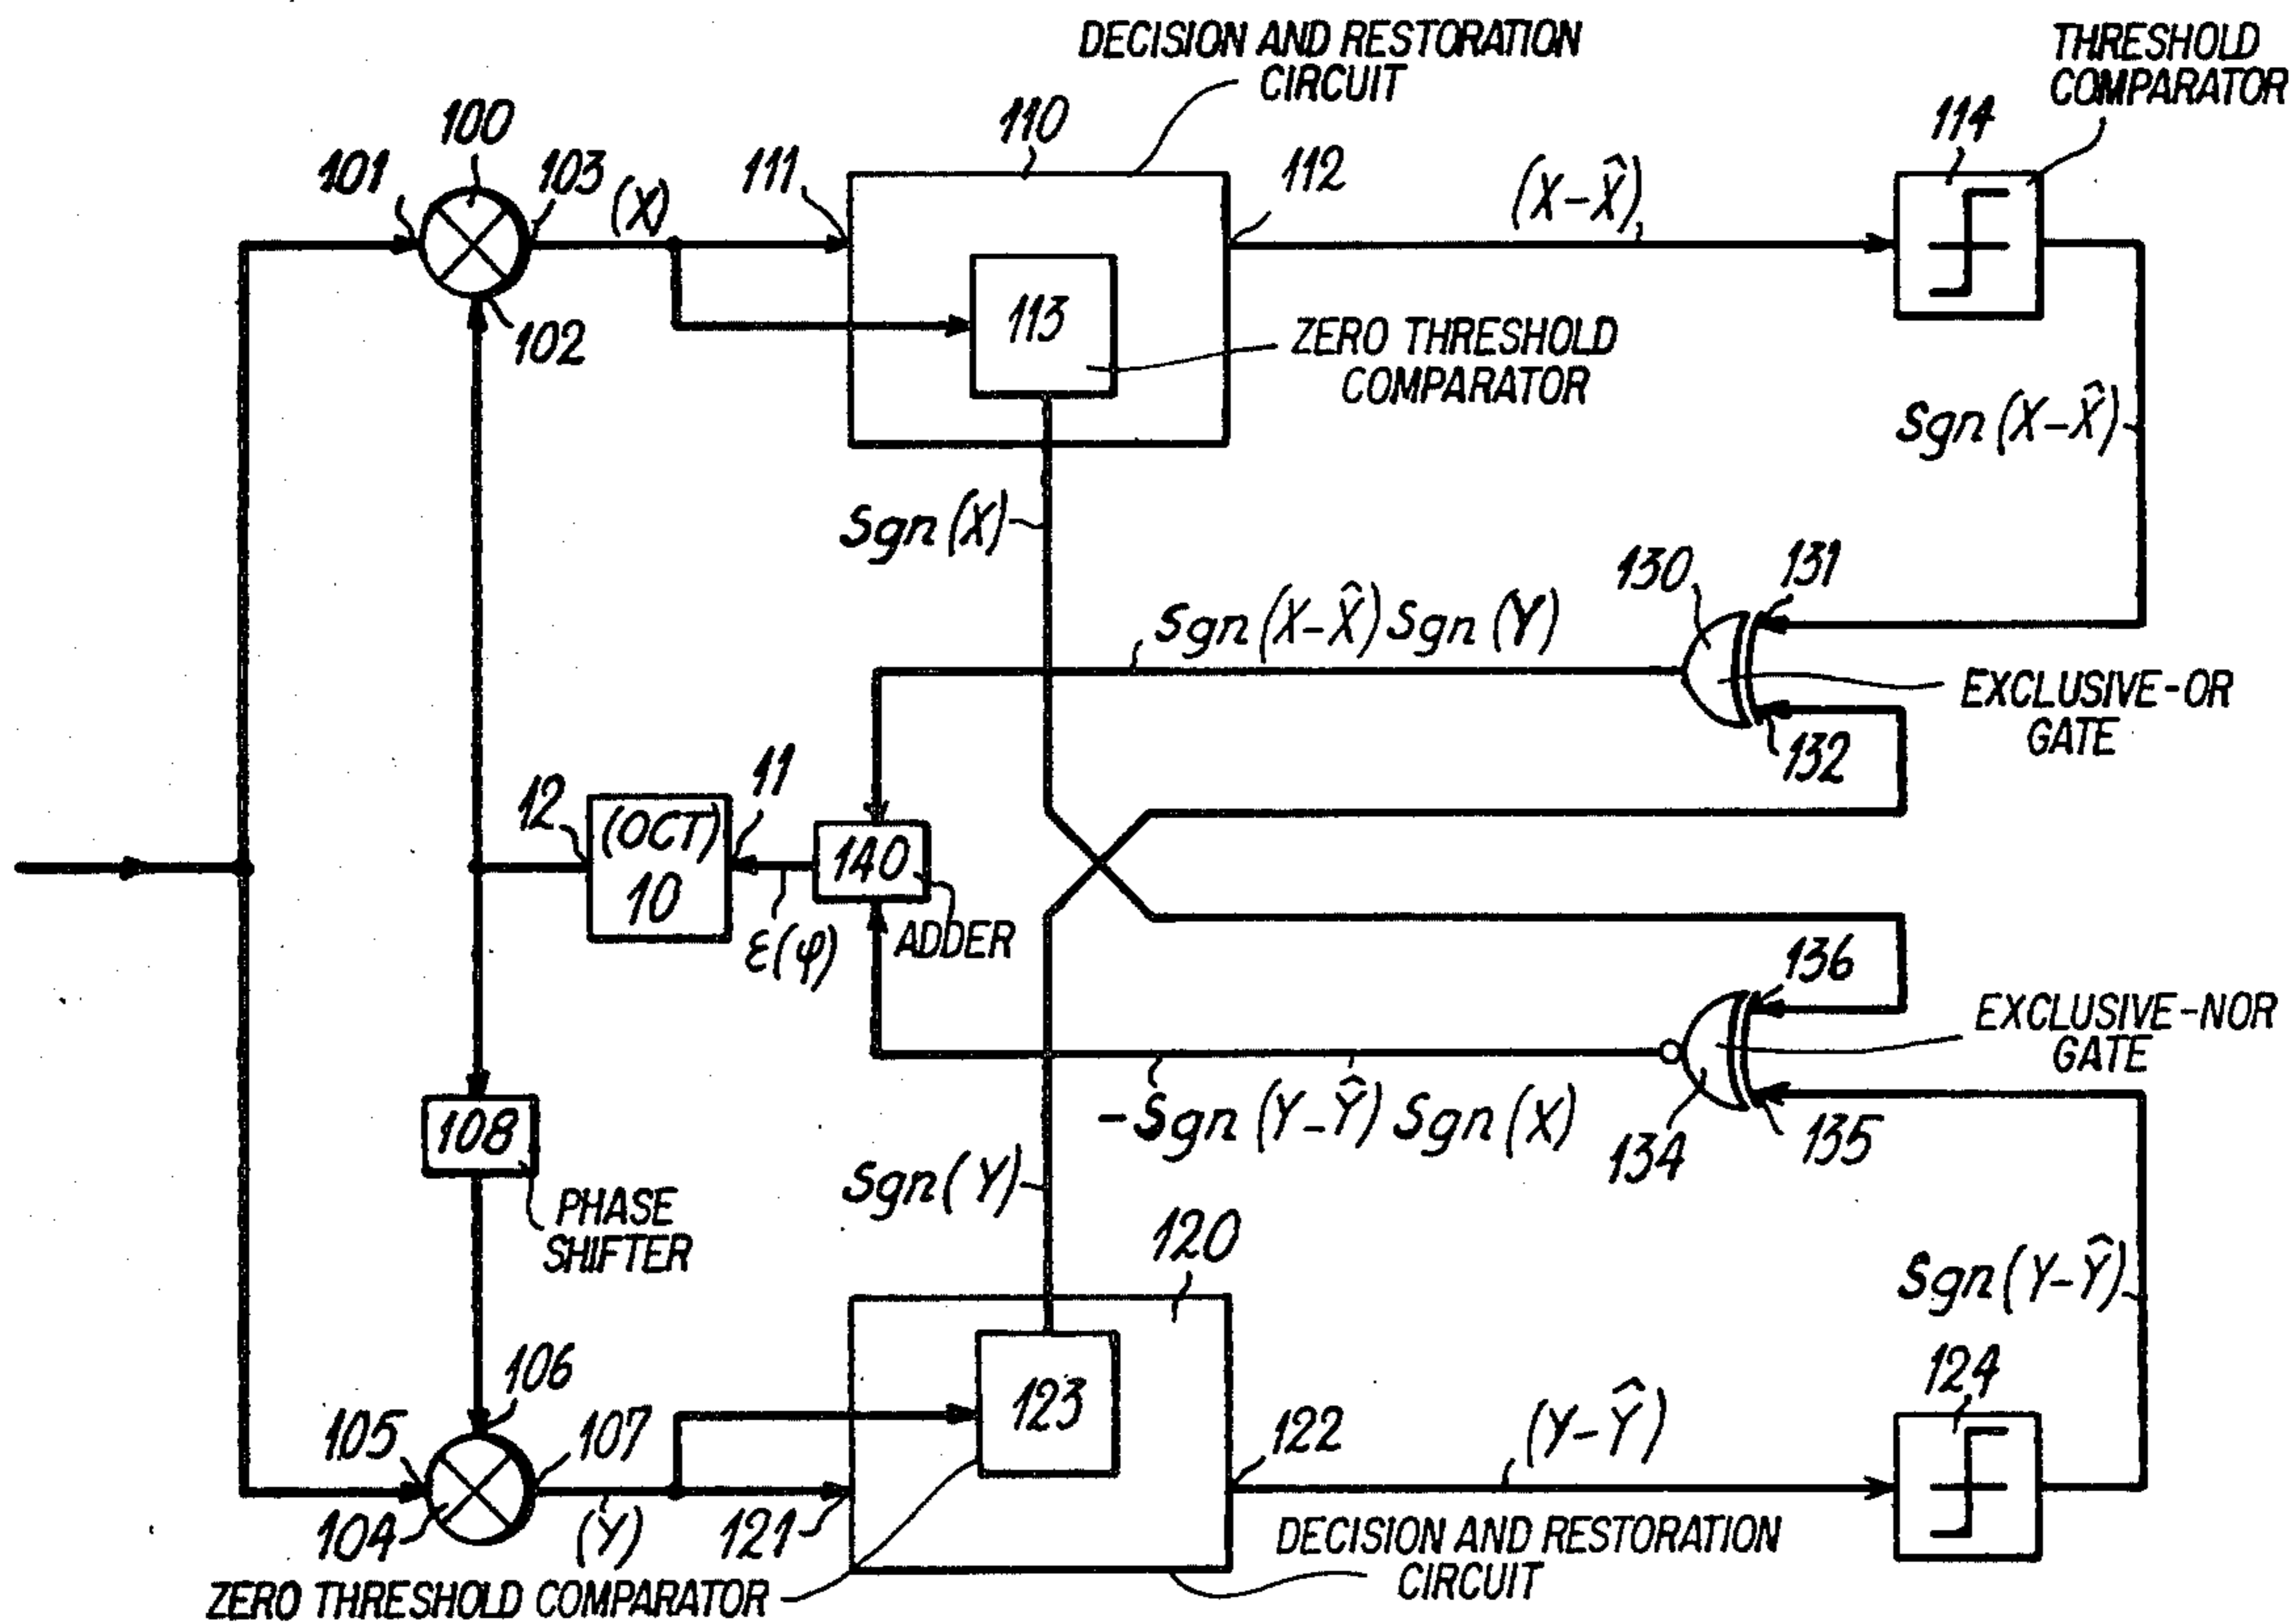 DECISION AND RESTORATION
CIRCUIT
THRESHOLD
COMPARATOR
100
101
103
(X)
111
110
112
(X-X̂)
114
102
113
ZERO THRESHOLD
COMPARATOR
Sgn (X-X̂)
Sgn (X)
130
131
Sgn (X-X̂) Sgn (Y)
EXCLUSIVE-OR
GATE
132
12
(OCT)
10
11
140
ADDER
ε(φ)
136
EXCLUSIVE-NOR
GATE
108
-Sgn (Y-Ŷ) Sgn (X)
134
135
PHASE
SHIFTER
Sgn (Y)
120
Sgn (Y-Ŷ)
106
105
107
123
122
(Y-Ŷ)
124
104
(Y)
121
DECISION AND RESTORATION
CIRCUIT
ZERO THRESHOLD COMPARATOR